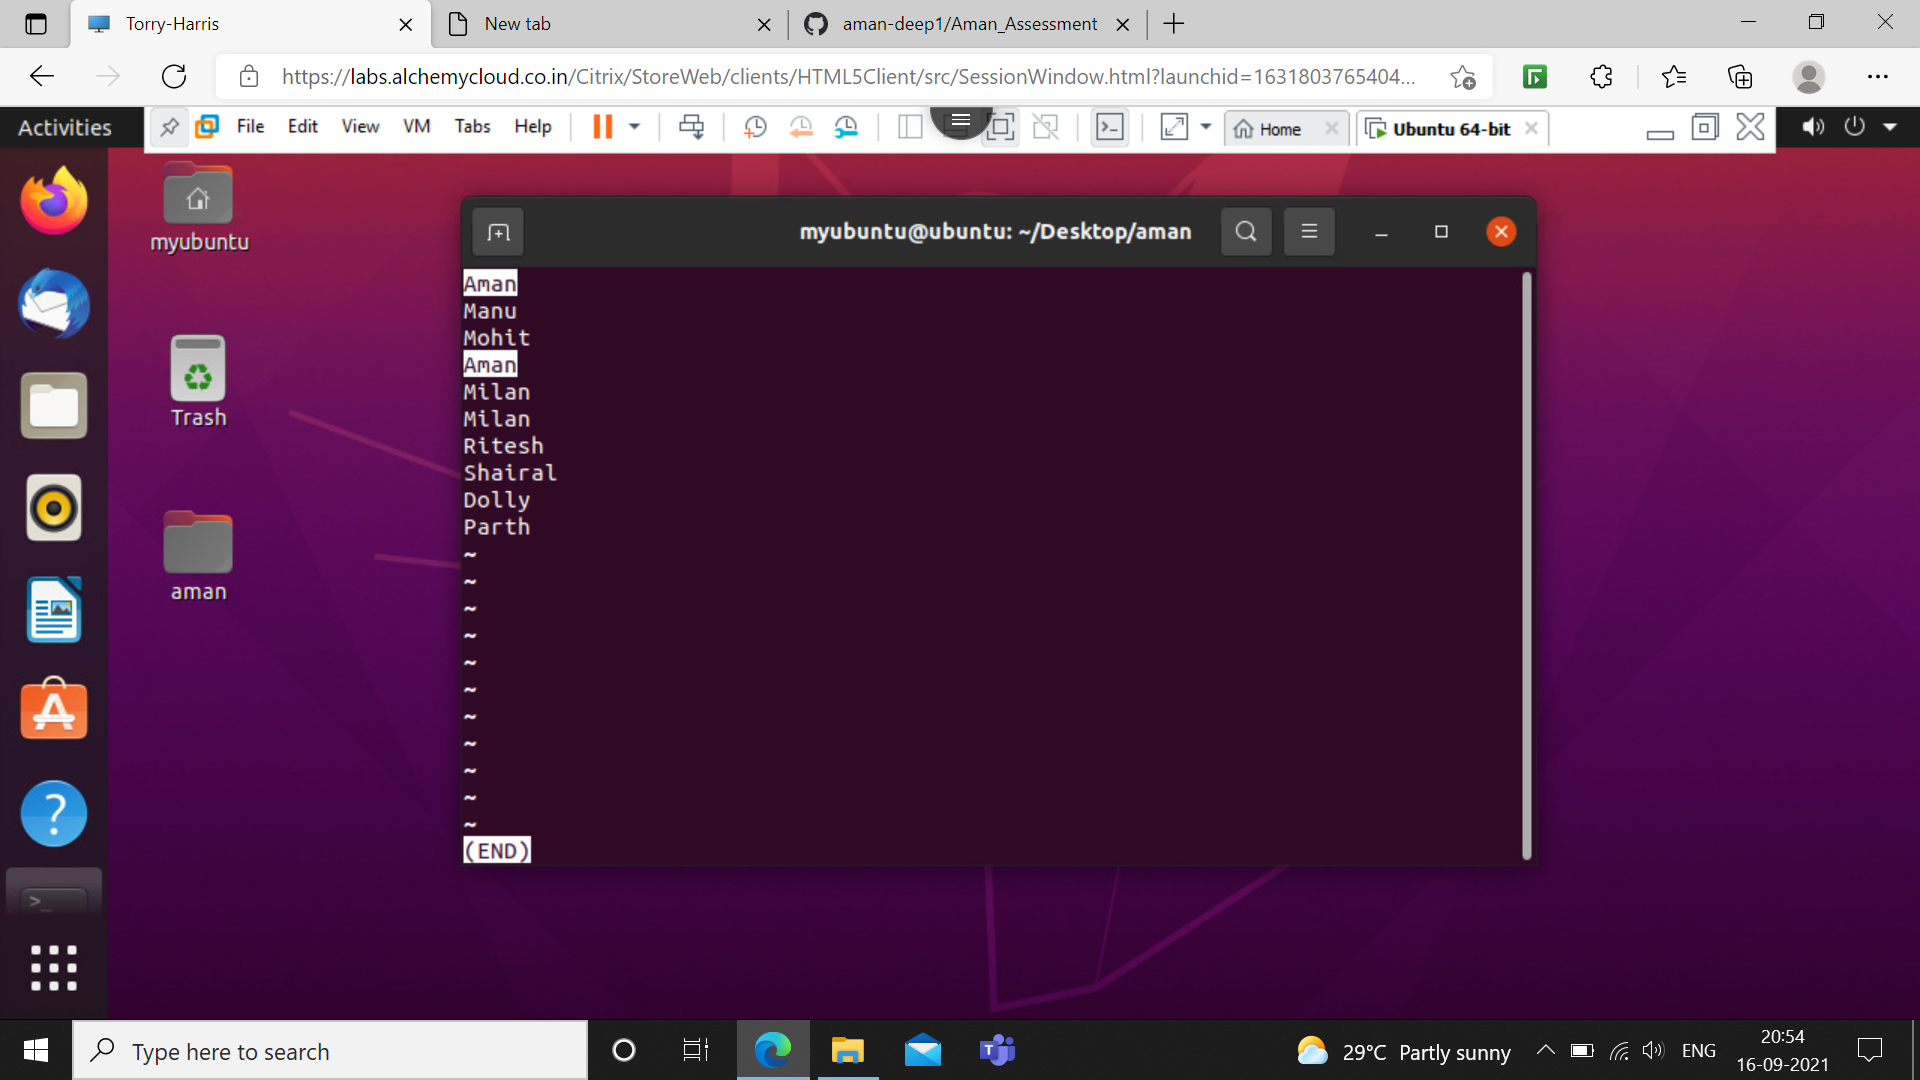 Torry-Harris
New tab
aman-deep1/Aman_Assessment
https://labs.alchemycloud.co.in/Citrix/StoreWeb/clients/HTML5Client/src/SessionWindow.html?launchid=1631803765404...
Activities
File Edit View VM Tabs Help
Home
Ubuntu 64-bit
myubuntu
Trash
aman
myubuntu@ubuntu: ~/Desktop/aman
Aman
Manu
Mohit
Aman
Milan
Milan
Ritesh
Shairal
Dolly
Parth
~
~
~
~
~
~
~
~
~
~
~
(END)
Type here to search
29°C Partly sunny
ENG
20:54
16-09-2021